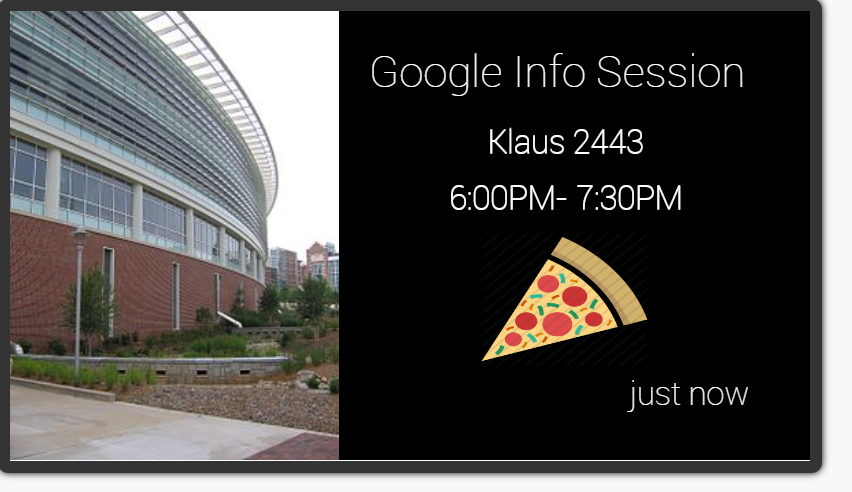 Google Info Session
Klaus 2443
6:00PM- 7:30PM
just now